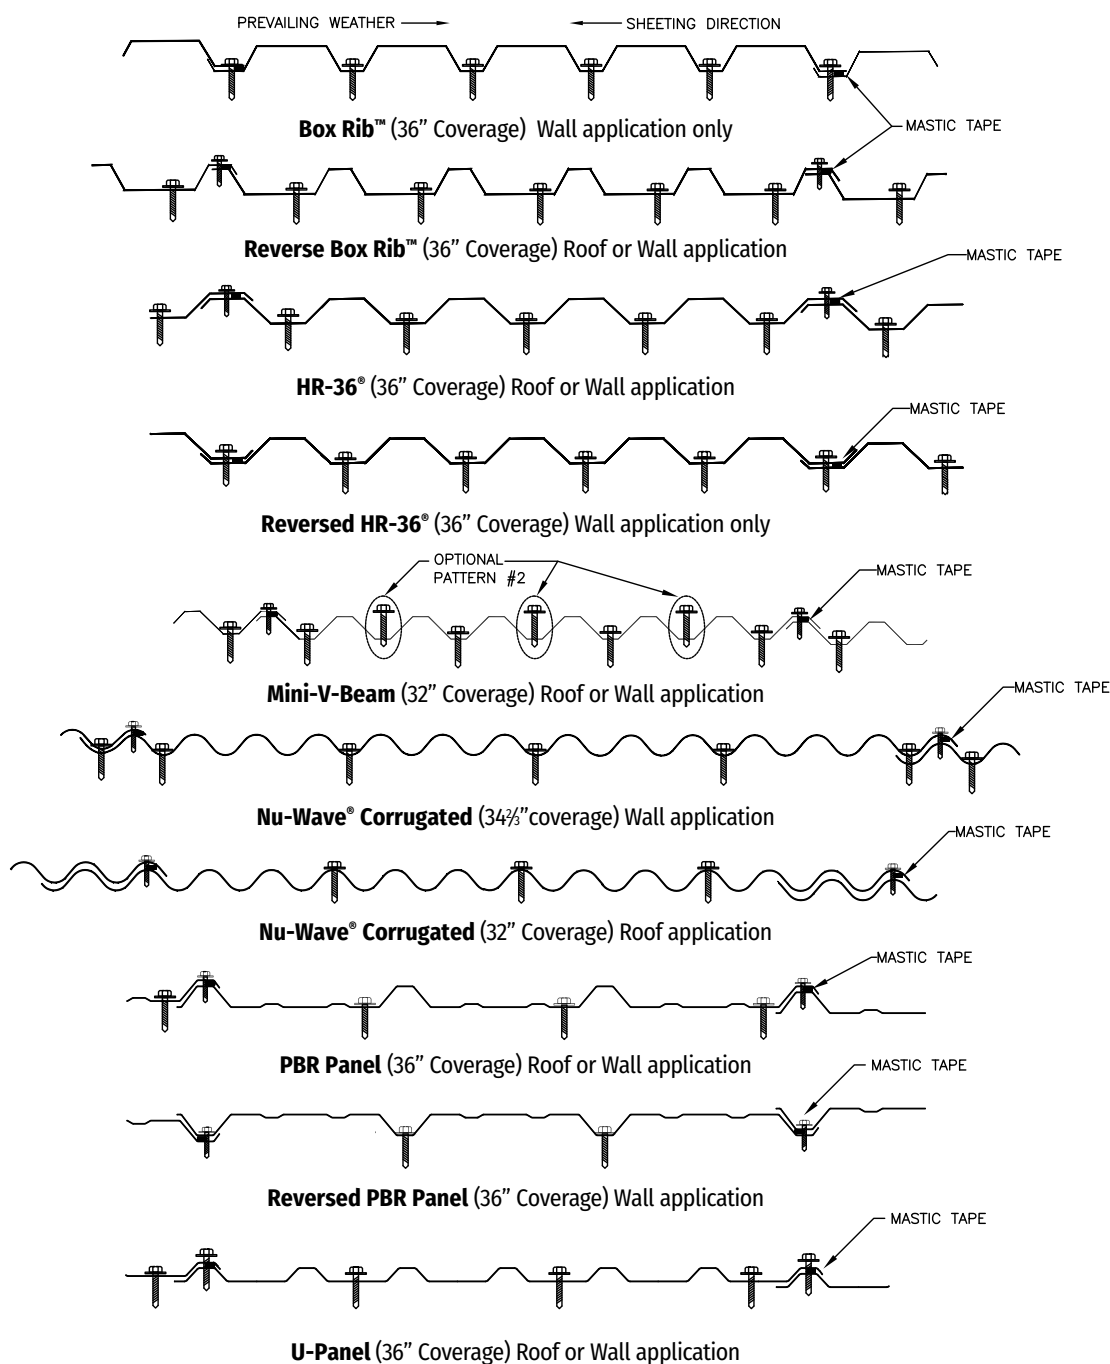 PREVAILING WEATHER SHEETING DIRECTION
Box Rib™ (36” Coverage) Wall application only
MASTIC TAPE
Reverse Box Rib™ (36” Coverage) Roof or Wall application
MASTIC TAPE
HR-36® (36” Coverage) Roof or Wall application
MASTIC TAPE
Reversed HR-36® (36” Coverage) Wall application only
OPTIONAL
PATTERN #2
MASTIC TAPE
Mini-V-Beam (32” Coverage) Roof or Wall application
MASTIC TAPE
Nu-Wave® Corrugated (34⅔”coverage) Wall application
MASTIC TAPE
Nu-Wave® Corrugated (32” Coverage) Roof application
MASTIC TAPE
PBR Panel (36” Coverage) Roof or Wall application
MASTIC TAPE
Reversed PBR Panel (36” Coverage) Wall application
MASTIC TAPE
U-Panel (36” Coverage) Roof or Wall application